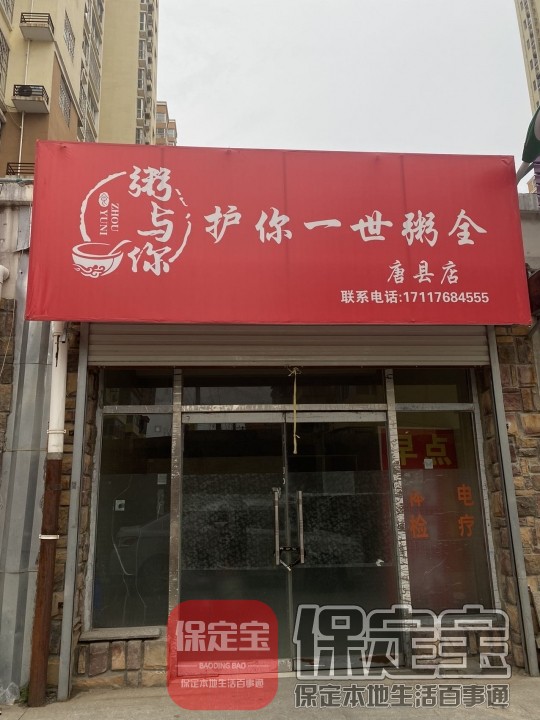 粥与你
ZHOU
YUNI
护你一世粥全
唐县店
联系电话:17117684555
早点
电疗
体检
保定宝
BAODING BAO
保定本地生活百事通
保定宝
保定本地生活百事通